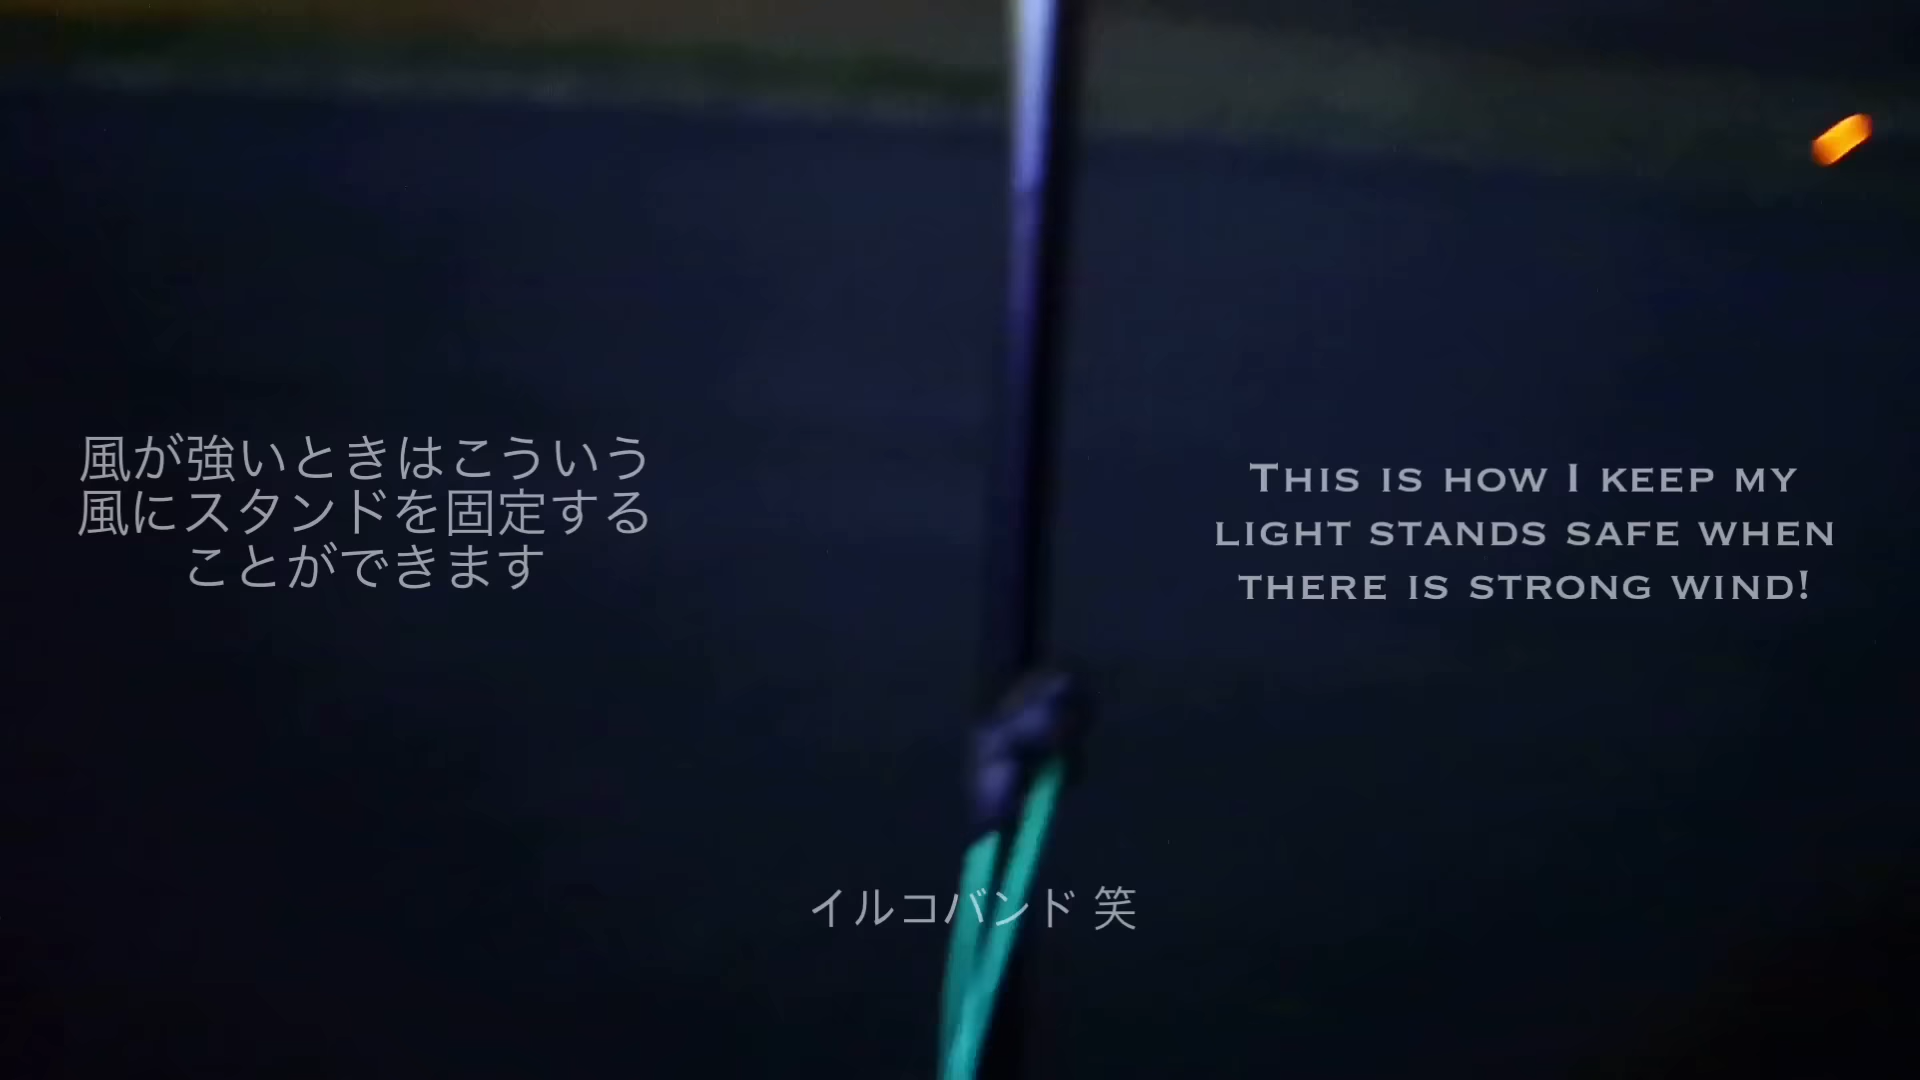 風が強いときはこういう
風にスタンドを固定する
ことができます
THIS IS HOW I KEEP MY
LIGHT STANDS SAFE WHEN
THERE IS STRONG WIND!
イルコバンド 笑